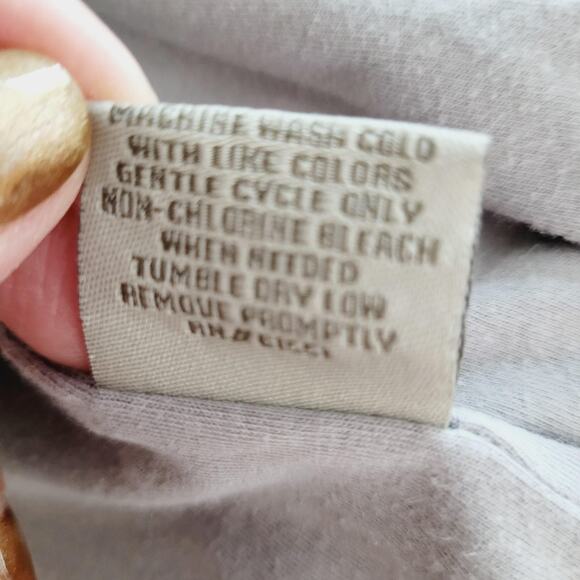 MACHINE WASH COLD
WITH LIKE COLORS
GENTLE CYCLE ONLY
NON-CHLORINE BLEACH
WHEN NEEDED
TUMBLE DRY LOW
REMOVE PROMPTLY